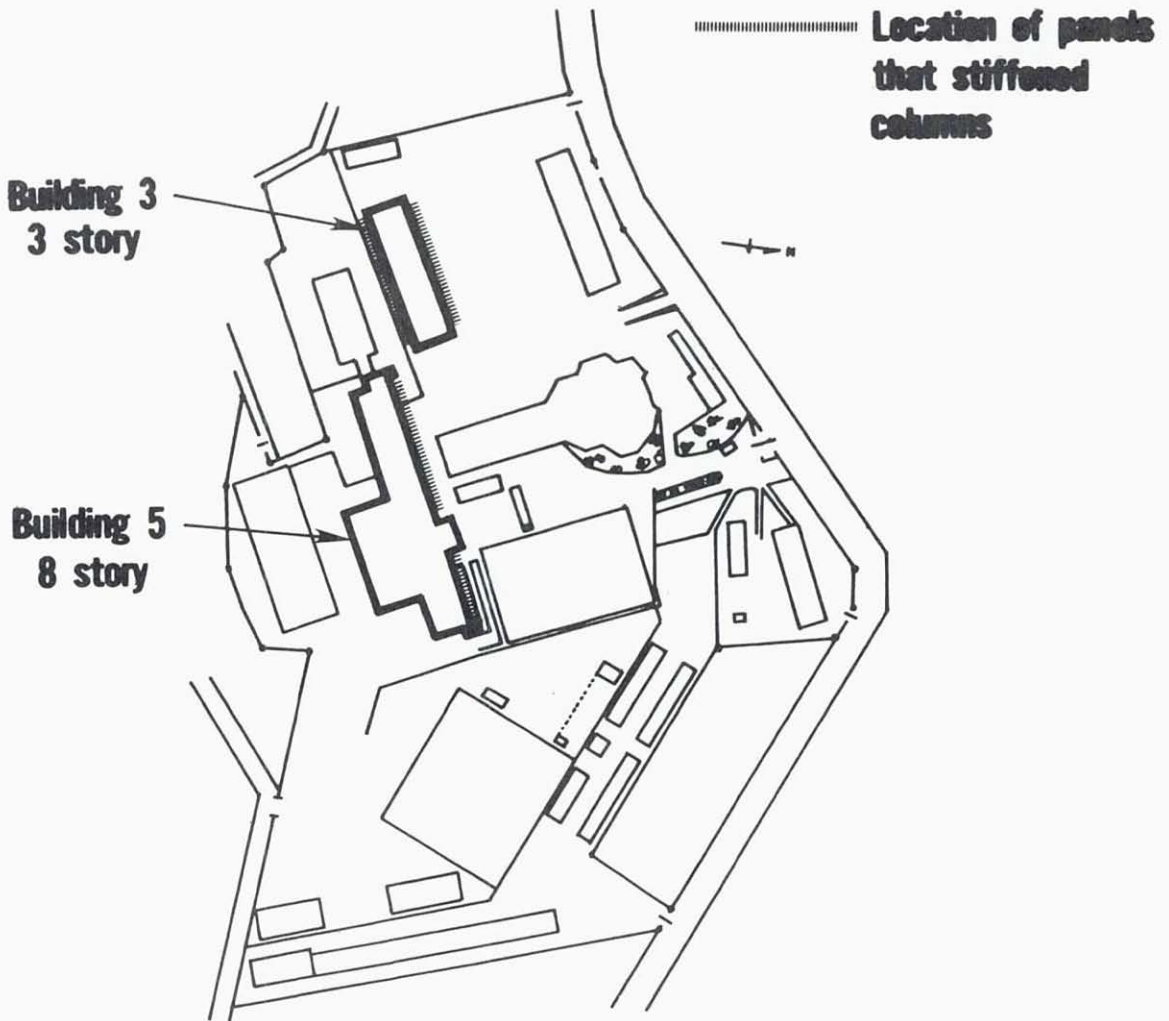 Location of panels
that stiffened
columns
Building 3
3 story
N
Building 5
8 story